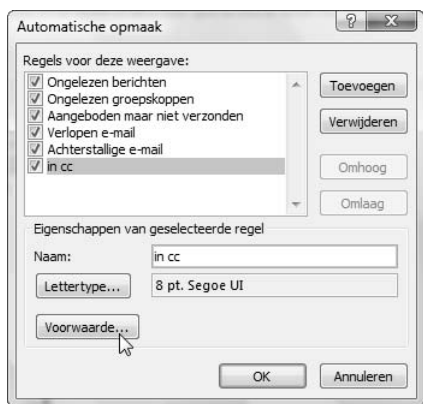 Automatische opmaak
Regels voor deze weergave:
Ongelezen berichten
Ongelezen groepskoppen
Aangeboden maar niet verzonden
Verlopen e-mail
Achterstallige e-mail
in cc
Toevoegen
Verwijderen
Omhoog
Omlaag
Eigenschappen van geselecteerde regel
Naam: in cc
Lettertype... 8 pt. Segoe UI
Voorwaarde...
OK Annuleren